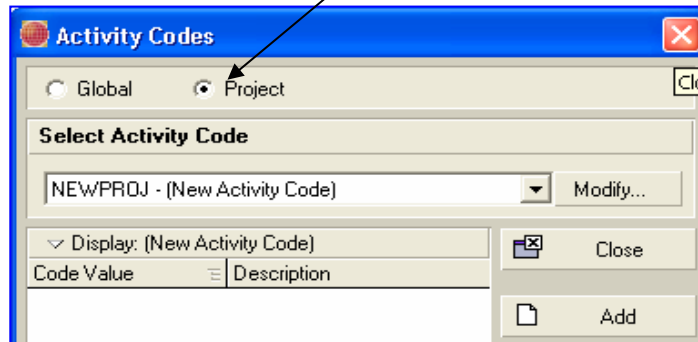 Activity Codes
Global Project
Clo
Select Activity Code
NEWPROJ - (New Activity Code) Modify...
Display: (New Activity Code) Close
Code Value Description
Add